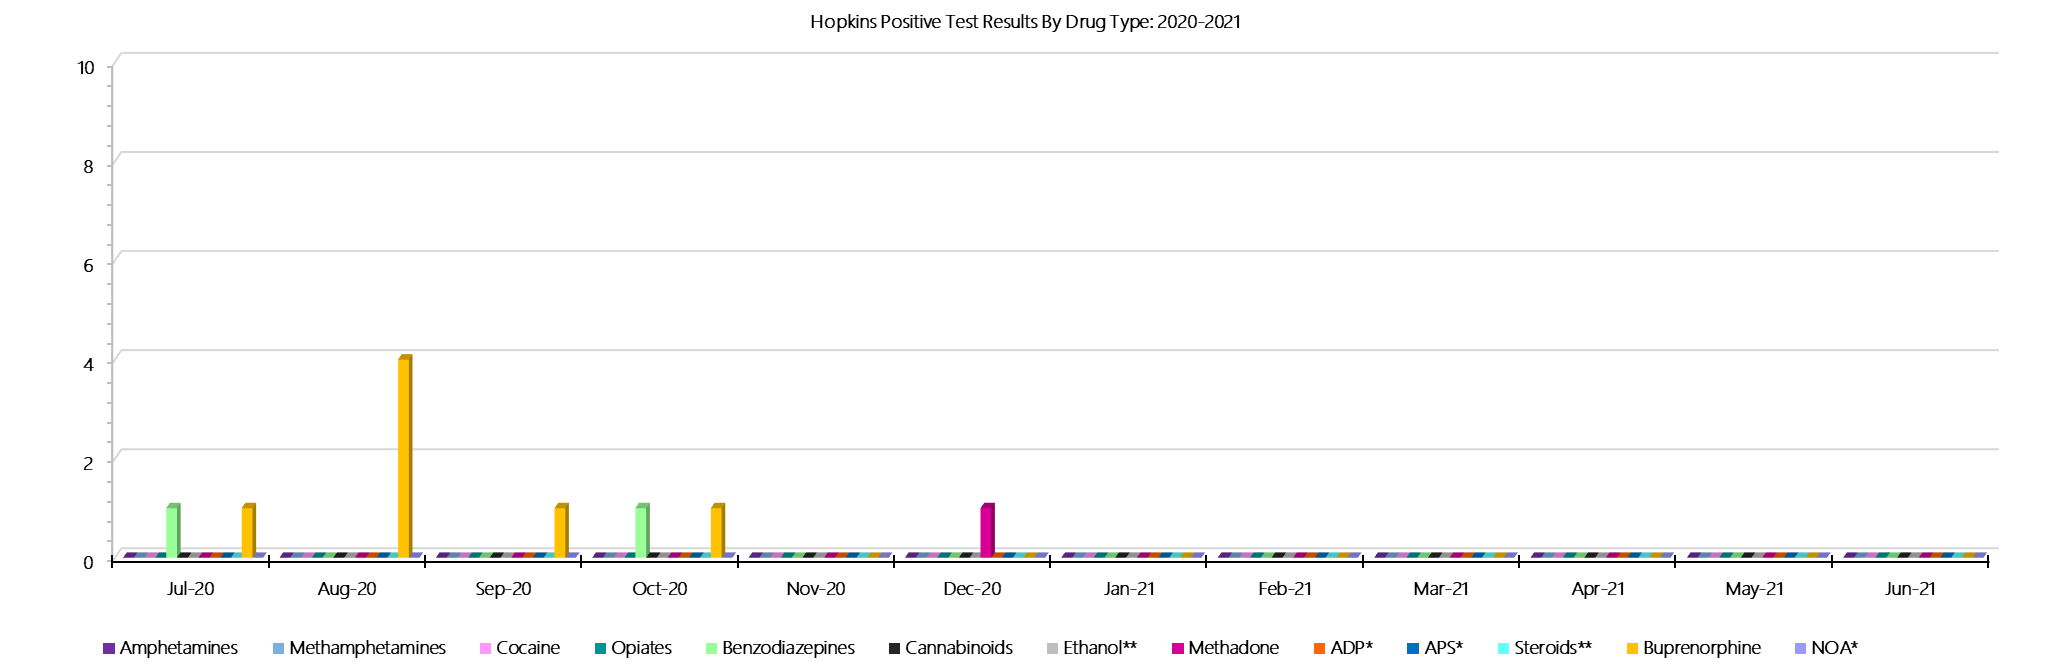 Hopkins Positive Test Results By Drug Type: 2020-2021
10
8
6
4
2
0
Jul-20 Aug-20 Sep-20 Oct-20 Nov-20 Dec-20 Jan-21 Feb-21 Mar-21 Apr-21 May-21 Jun-21
Amphetamines Methamphetamines Cocaine Opiates Benzodiazepines Cannabinoids Ethanol** Methadone ADP* APS* Steroids** Buprenorphine NOA*